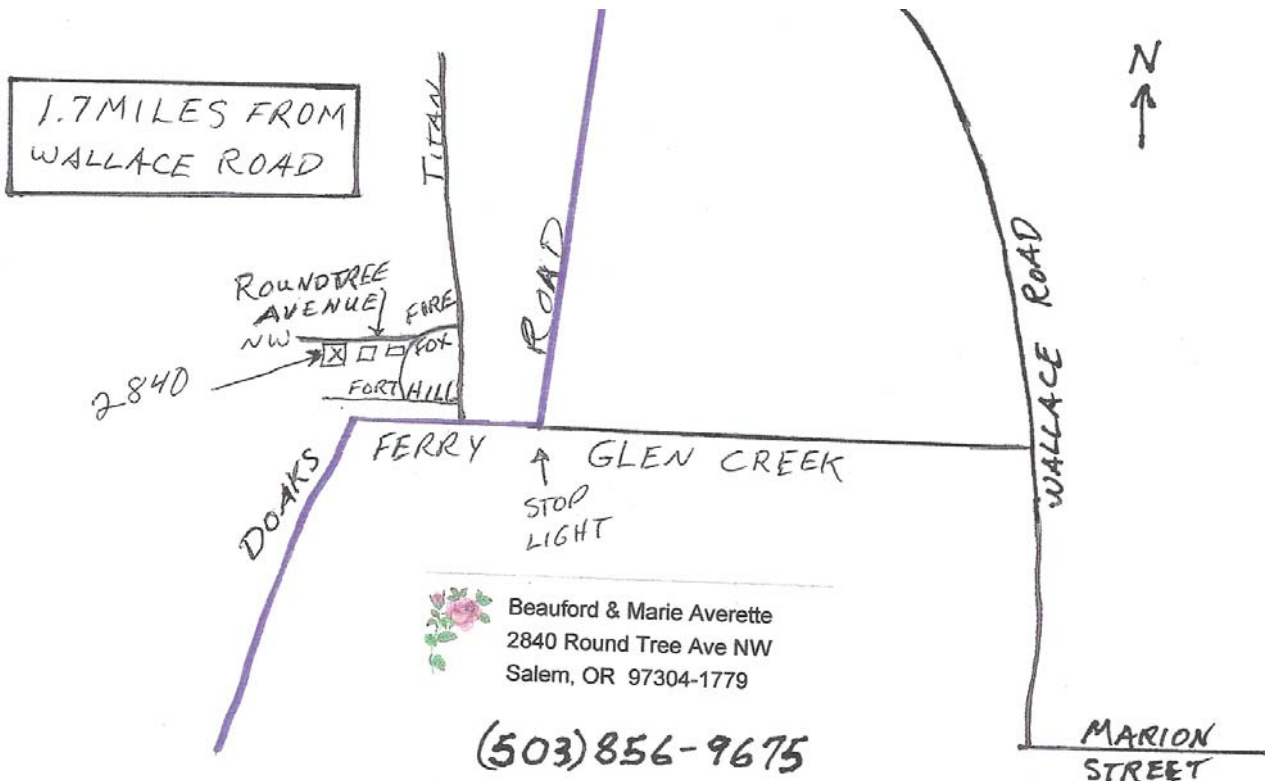 1.7 MILES FROM
WALLACE ROAD
N
TITAN
ROAD
WALLACE ROAD
ROUNDTREE
AVENUE
NW
FIRE
FOX
X
2840
FORT HILL
DOAKS
FERRY
GLEN CREEK
STOP
LIGHT
Beauford & Marie Averette
2840 Round Tree Ave NW
Salem, OR 97304-1779
(503) 856-9675
MARION
STREET